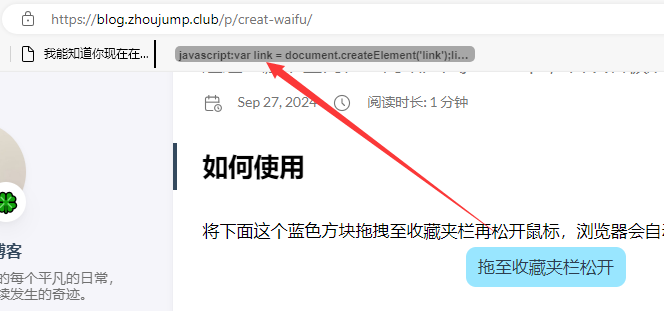 https://blog.zhoujump.club/p/creat-waifu/
我能知道你现在在...
javascript:var link = document.createElement('link');li...
Sep 27, 2024
阅读时长: 1 分钟
如何使用
将下面这个蓝色方块拖拽至收藏夹栏再松开鼠标，浏览器会自
拖至收藏夹栏松开
博客
的每个平凡的日常，
续发生的奇迹。